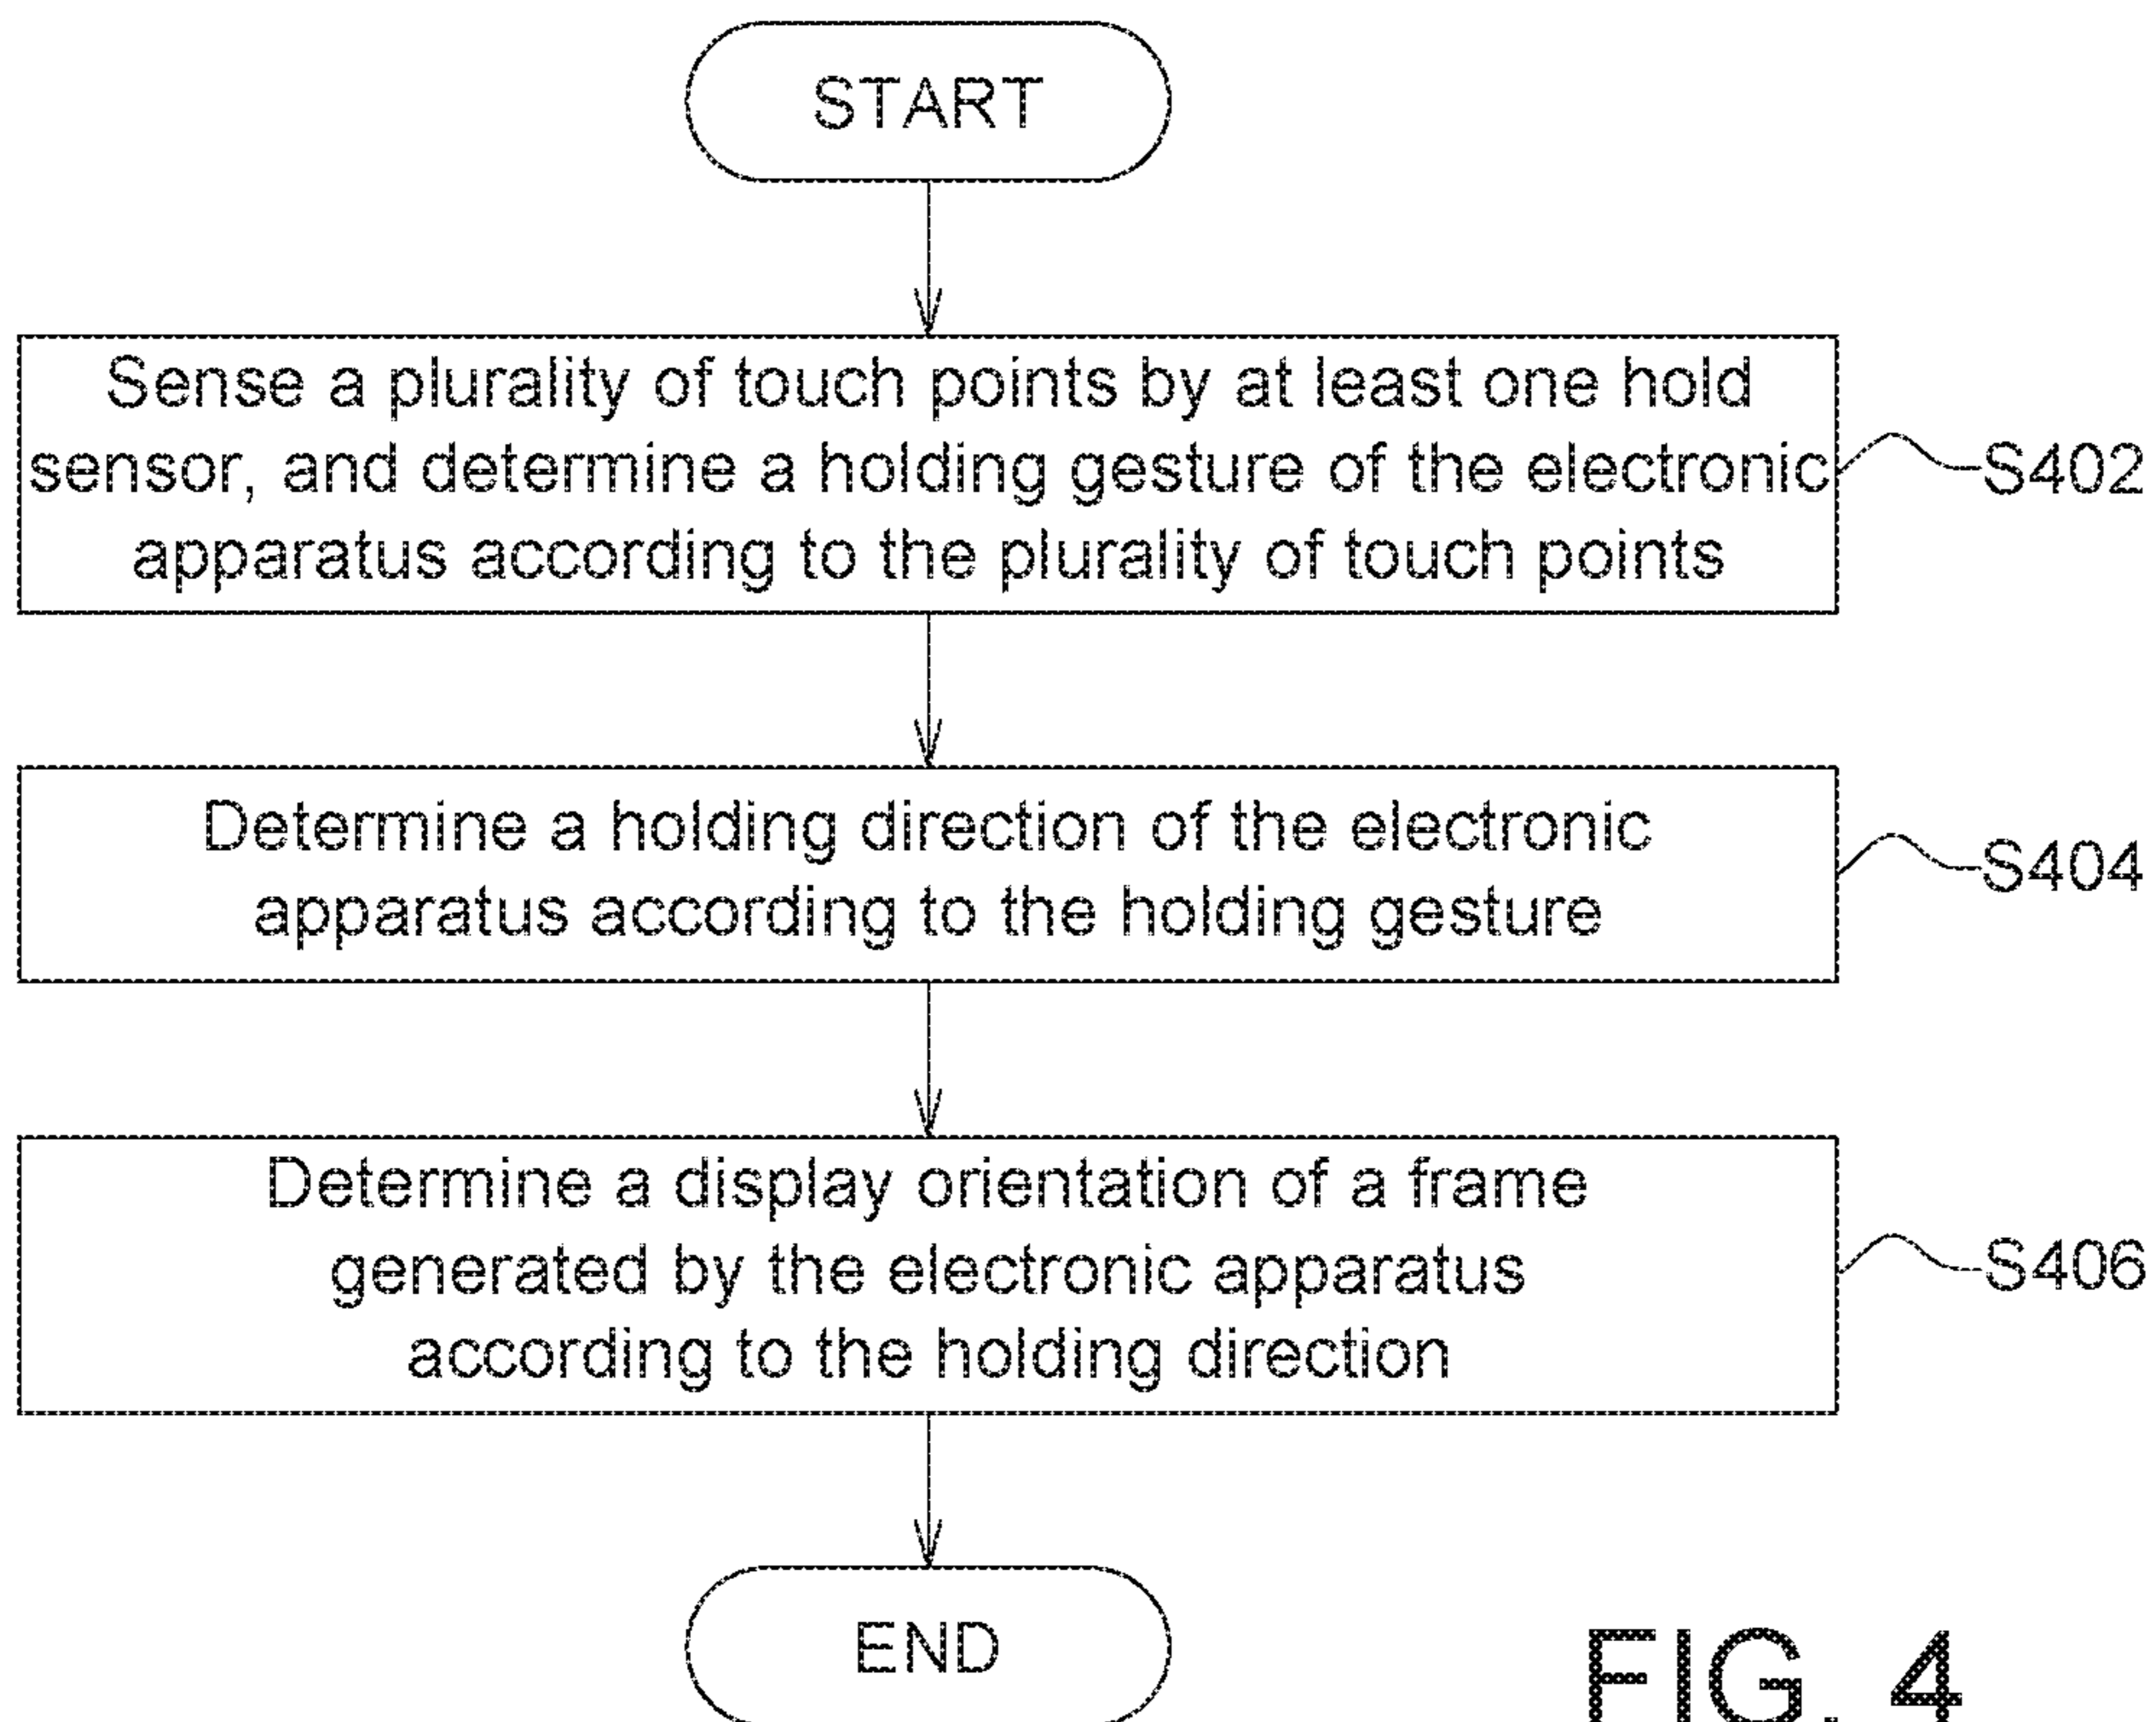 START
Sense a plurality of touch points by at least one hold
sensor, and determine a holding gesture of the electronic
apparatus according to the plurality of touch points
S402
Determine a holding direction of the electronic
apparatus according to the holding gesture
S404
Determine a display orientation of a frame
generated by the electronic apparatus
according to the holding direction
S406
END
FIG. 4